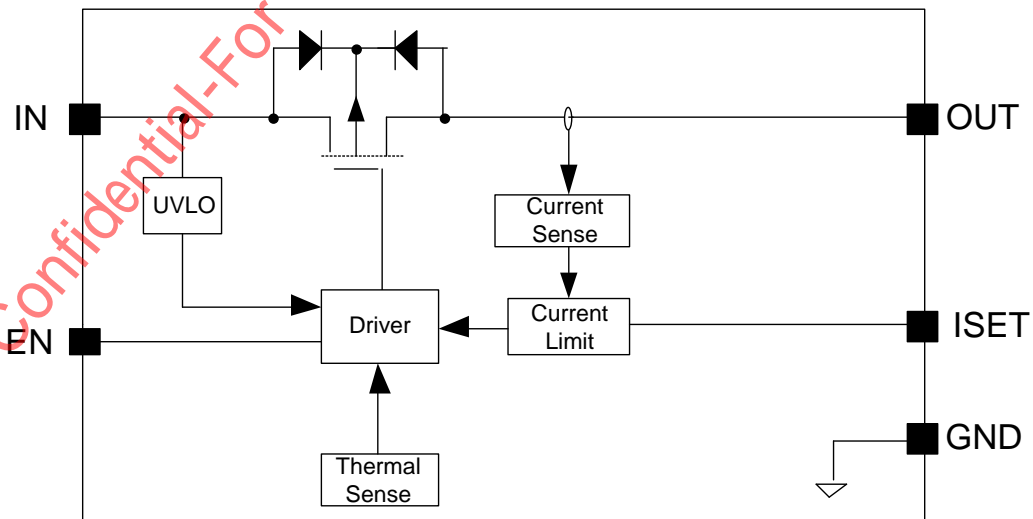 Confidential-For
IN
OUT
UVLO
Current
Sense
EN
Driver
Current
Limit
ISET
GND
Thermal
Sense